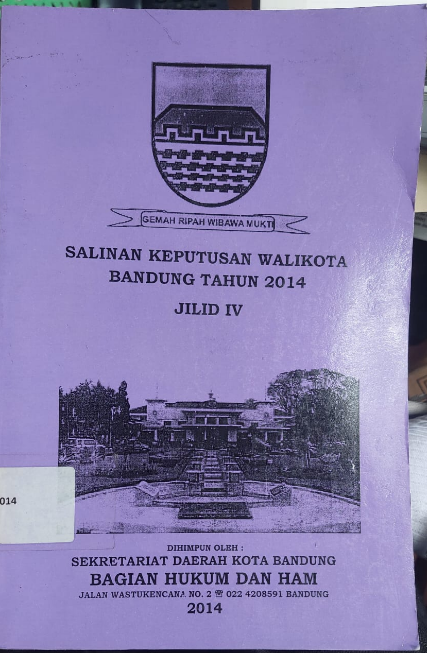 GEMAH RIPAH WIBAWA MUKTI
SALINAN KEPUTUSAN WALIKOTA
BANDUNG TAHUN 2014
JILID IV
014
DIHIMPUN OLEH :
SEKRETARIAT DAERAH KOTA BANDUNG
BAGIAN HUKUM DAN HAM
JALAN WASTUKENCANA NO. 2 ☏ 022 4208591 BANDUNG
2014